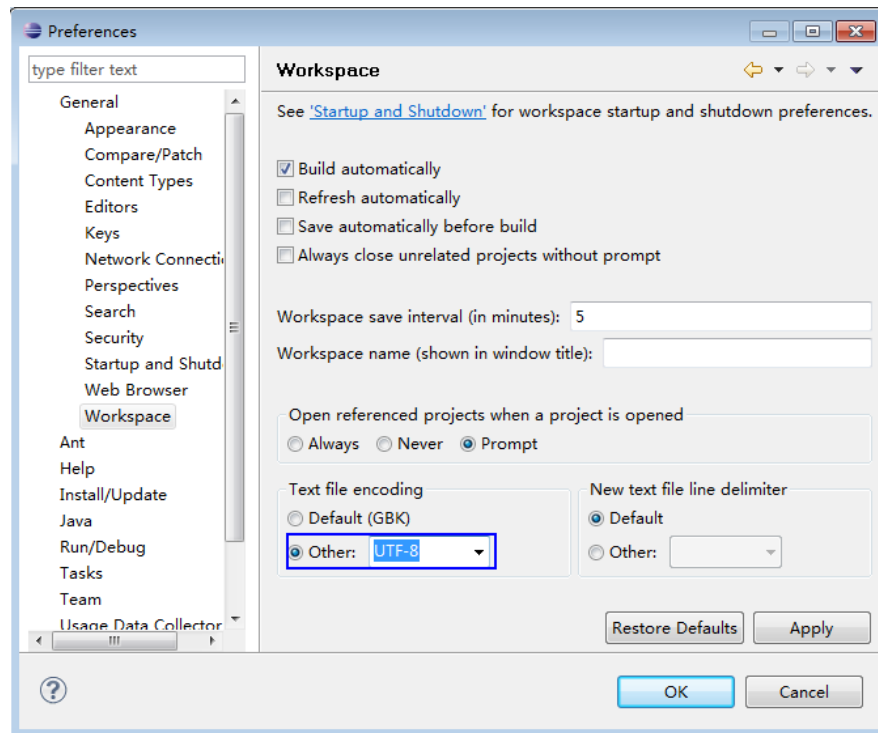 Preferences
type filter text
General
Appearance
Compare/Patch
Content Types
Editors
Keys
Network Connecti
Perspectives
Search
Security
Startup and Shutd
Web Browser
Workspace
Ant
Help
Install/Update
Java
Run/Debug
Tasks
Team
Usage Data Collector
Workspace
See 'Startup and Shutdown' for workspace startup and shutdown preferences.
Build automatically
Refresh automatically
Save automatically before build
Always close unrelated projects without prompt
Workspace save interval (in minutes): 5
Workspace name (shown in window title):
Open referenced projects when a project is opened
Always Never Prompt
Text file encoding
Default (GBK)
Other: UTF-8
New text file line delimiter
Default
Other:
Restore Defaults Apply
? OK Cancel